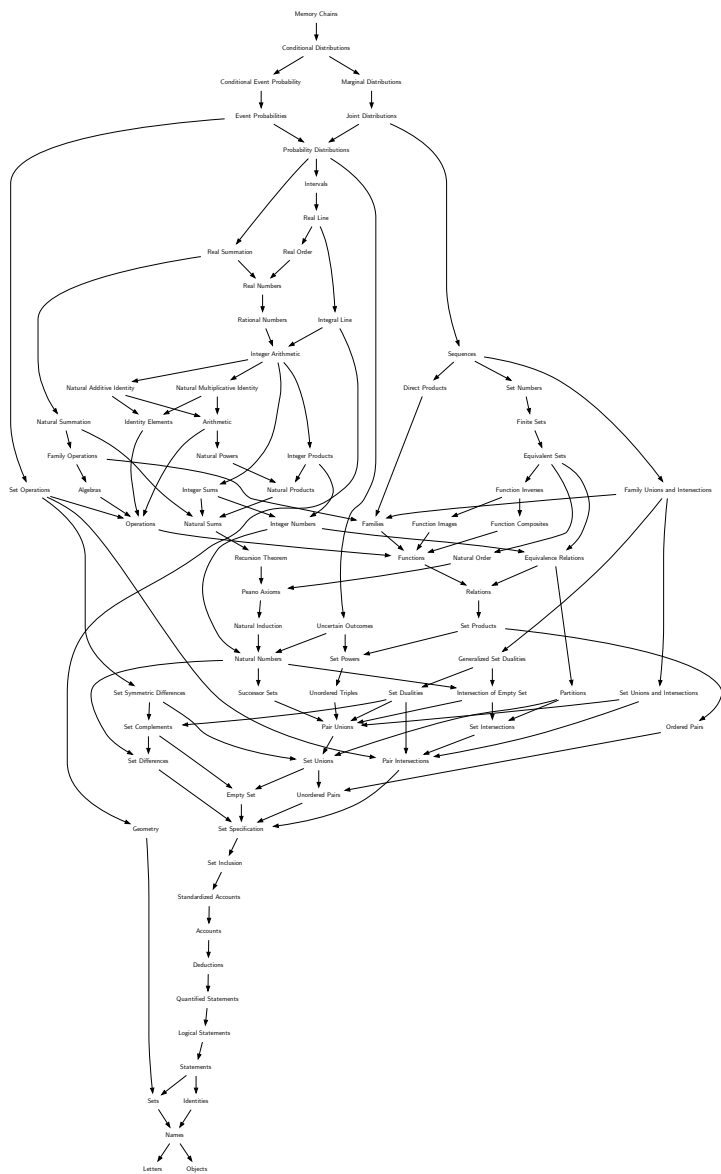 Memory Chains
Conditional Distributions
Conditional Event Probability
Marginal Distributions
Event Probabilities
Joint Distributions
Probability Distributions
Intervals
Real Line
Real Summation
Real Order
Real Numbers
Rational Numbers
Integral Line
Integer Arithmetic
Sequences
Natural Additive Identity
Natural Multiplicative Identity
Direct Products
Set Numbers
Natural Summation
Identity Elements
Arithmetic
Finite Sets
Family Operations
Natural Powers
Integer Products
Equivalent Sets
Set Operations
Algebras
Integer Sums
Natural Products
Function Inverses
Family Unions and Intersections
Operations
Natural Sums
Integer Numbers
Families
Function Images
Function Composites
Recursion Theorem
Functions
Natural Order
Equivalence Relations
Peano Axioms
Relations
Natural Induction
Uncertain Outcomes
Set Products
Natural Numbers
Set Powers
Generalized Set Dualities
Set Symmetric Differences
Successor Sets
Unordered Triples
Set Dualities
Intersection of Empty Set
Partitions
Set Unions and Intersections
Set Complements
Pair Unions
Set Intersections
Ordered Pairs
Set Differences
Set Unions
Pair Intersections
Empty Set
Unordered Pairs
Geometry
Set Specification
Set Inclusion
Standardized Accounts
Accounts
Deductions
Quantified Statements
Logical Statements
Statements
Sets
Identities
Names
Letters
Objects